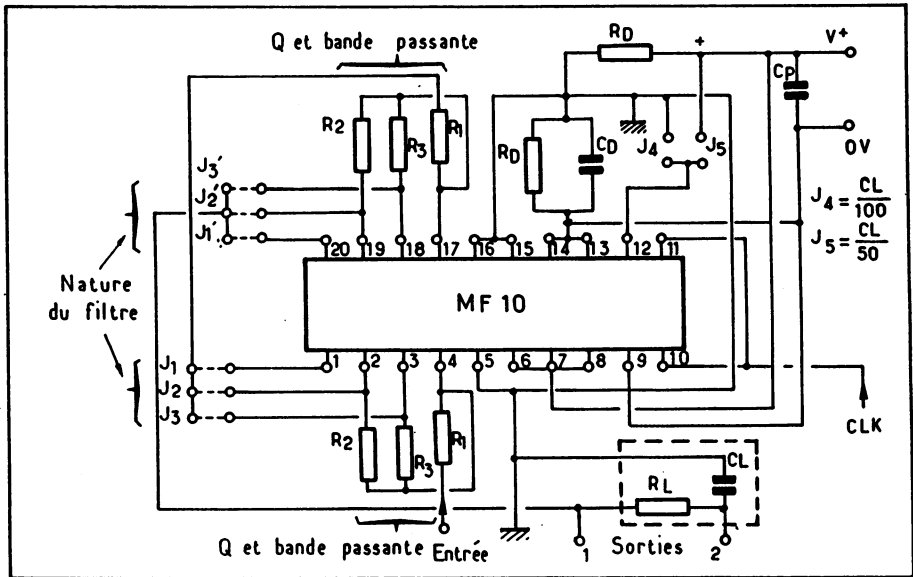 Q et bande passante
RD
+
V+
CP
0V
R2
R3
R1
RD
CD
J4
J5
J4 = CL/100
J5 = CL/50
J3'
J2'
J1'
20 19 18 17 16 15 14 13 12 11
Nature
du filtre
MF 10
1 2 3 4 5 6 7 8 9 10
J1
J2
J3
R2
R3
R1
CLK
CL
RL
Q et bande passante
Entrée
1 Sorties 2